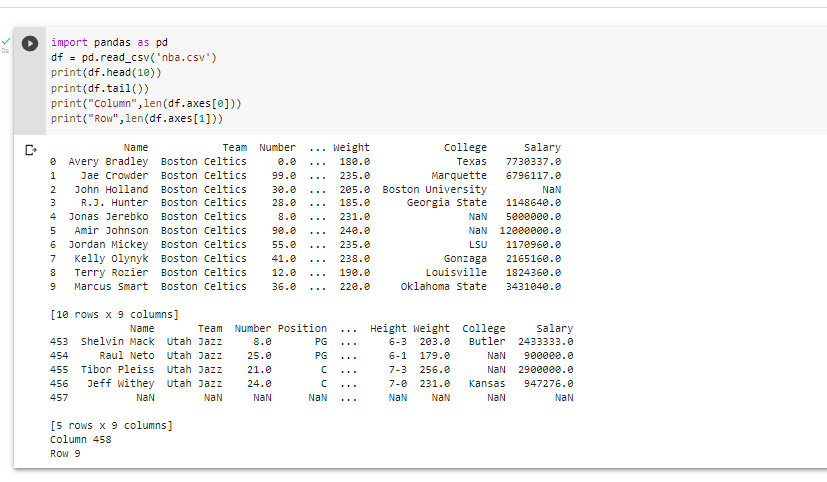 import pandas as pd
df = pd.read_csv('nba.csv')
print(df.head(10))
print(df.tail())
print("Column",len(df.axes[0]))
print("Row",len(df.axes[1]))
0s
Name Team Number ... Weight College Salary
0 Avery Bradley Boston Celtics 0.0 ... 180.0 Texas 7730337.0
1 Jae Crowder Boston Celtics 99.0 ... 235.0 Marquette 6796117.0
2 John Holland Boston Celtics 30.0 ... 205.0 Boston University NaN
3 R.J. Hunter Boston Celtics 28.0 ... 185.0 Georgia State 1148640.0
4 Jonas Jerebko Boston Celtics 8.0 ... 231.0 NaN 5000000.0
5 Amir Johnson Boston Celtics 90.0 ... 240.0 NaN 12000000.0
6 Jordan Mickey Boston Celtics 55.0 ... 235.0 LSU 1170960.0
7 Kelly Olynyk Boston Celtics 41.0 ... 238.0 Gonzaga 2165160.0
8 Terry Rozier Boston Celtics 12.0 ... 190.0 Louisville 1824360.0
9 Marcus Smart Boston Celtics 36.0 ... 220.0 Oklahoma State 3431040.0
[10 rows x 9 columns]
Name Team Number Position ... Height Weight College Salary
453 Shelvin Mack Utah Jazz 8.0 PG ... 6-3 203.0 Butler 2433333.0
454 Raul Neto Utah Jazz 25.0 PG ... 6-1 179.0 NaN 900000.0
455 Tibor Pleiss Utah Jazz 21.0 C ... 7-3 256.0 NaN 2900000.0
456 Jeff Withey Utah Jazz 24.0 C ... 7-0 231.0 Kansas 947276.0
457 NaN NaN NaN NaN ... NaN NaN NaN NaN
[5 rows x 9 columns]
Column 458
Row 9